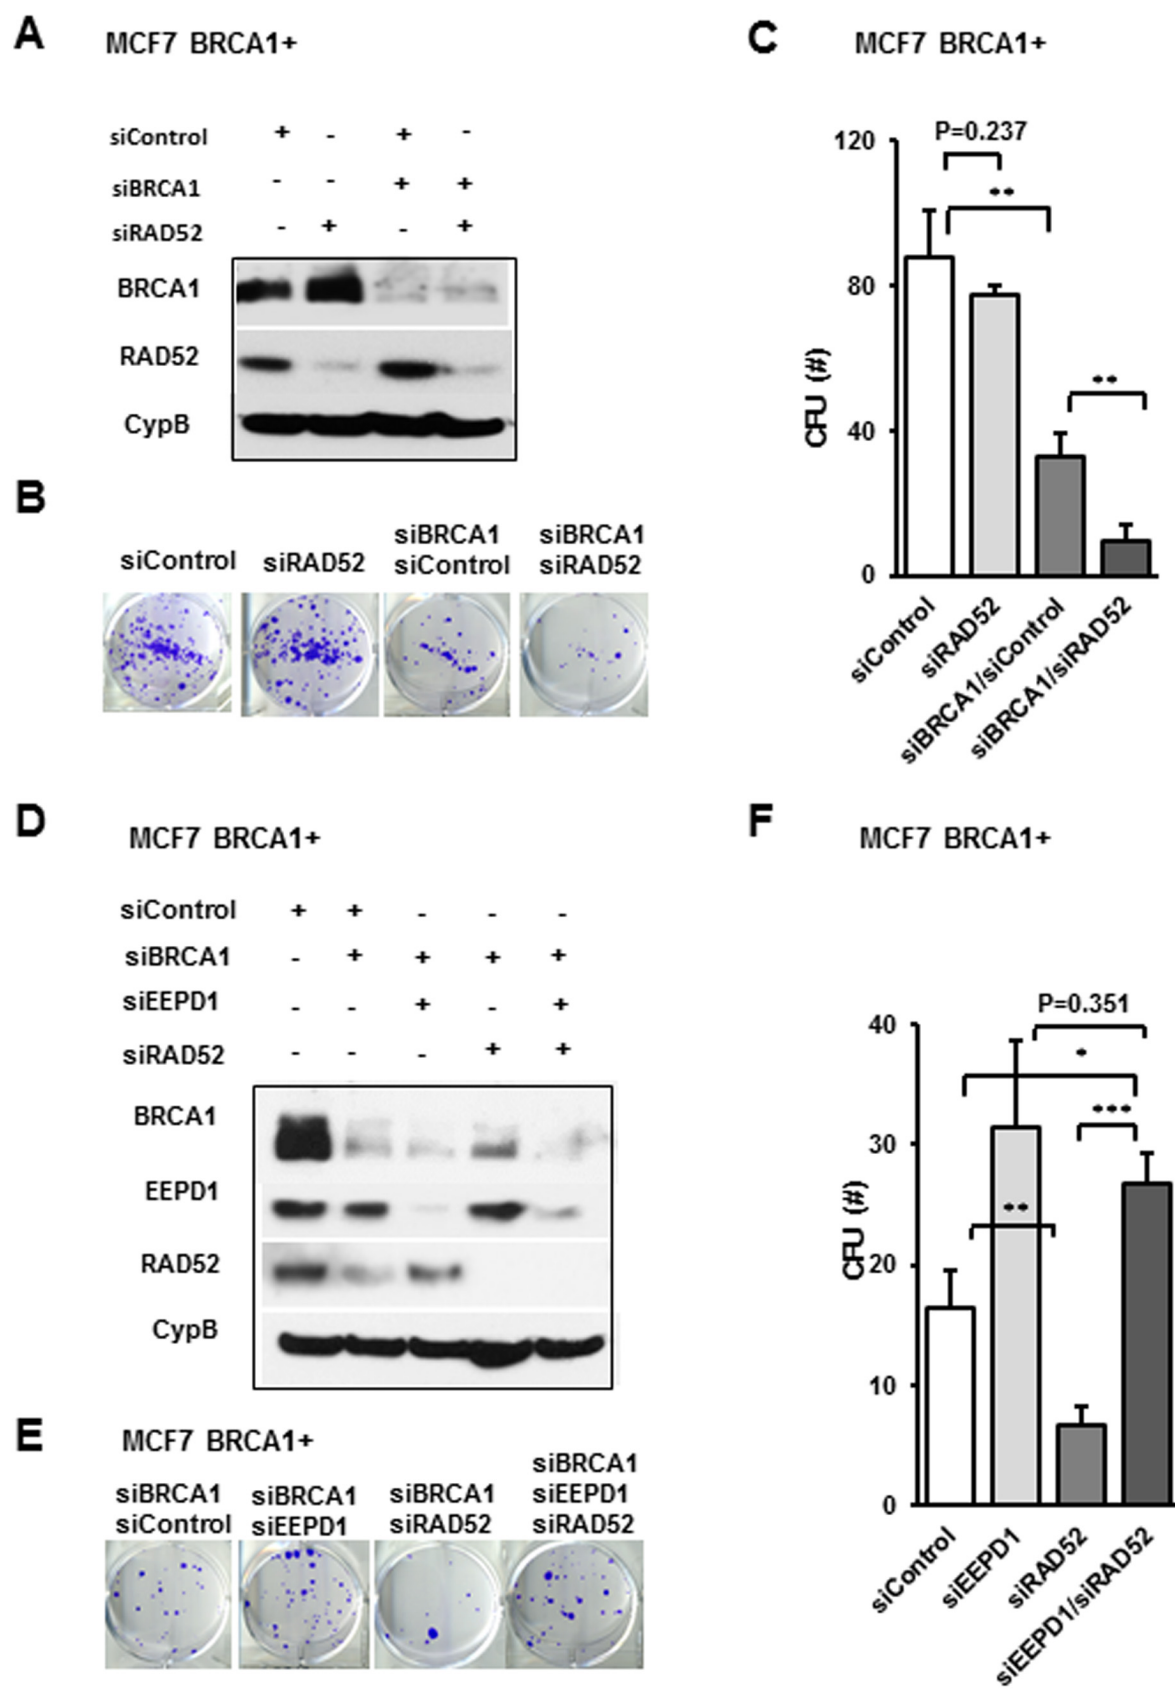 A
MCF7 BRCA1+
siControl + - + -
siBRCA1 - - + +
siRAD52 - + - +
BRCA1
RAD52
CypB
B
siControl
siRAD52
siBRCA1
siControl
siBRCA1
siRAD52
C
MCF7 BRCA1+
P=0.237
**
**
120
80
40
0
CFU (#)
siControl
siRAD52
siBRCA1/siControl
siBRCA1/siRAD52
D
MCF7 BRCA1+
siControl + + - - -
siBRCA1 - + + + +
siEEPD1 - - + - +
siRAD52 - - - + +
BRCA1
EEPD1
RAD52
CypB
E
MCF7 BRCA1+
siBRCA1
siControl
siBRCA1
siEEPD1
siBRCA1
siRAD52
siBRCA1
siEEPD1
siRAD52
F
MCF7 BRCA1+
P=0.351
*
***
**
40
30
20
10
0
CFU (#)
siControl
siEEPD1
siRAD52
siEEPD1/siRAD52